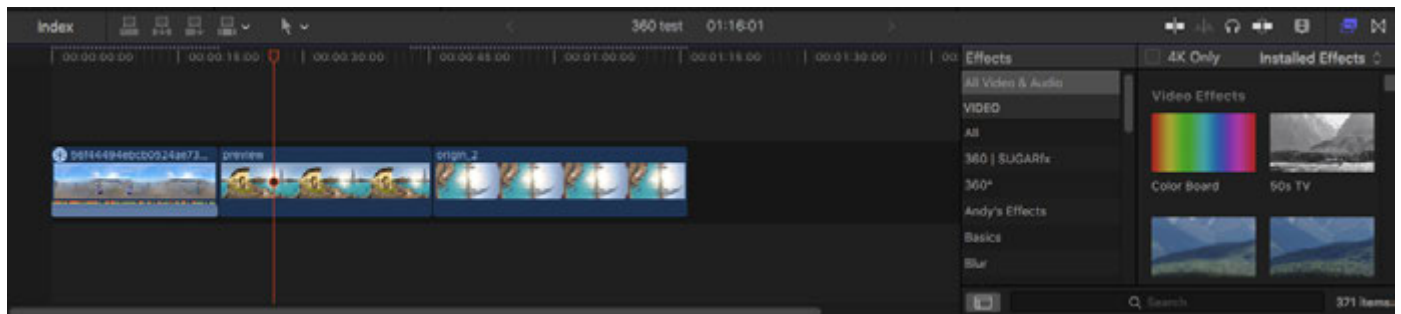 Index
360 test 01:16:01
00:00:00:00 00:00:15:00 00:00:30:00 00:00:45:00 00:01:00:00 00:01:15:00 00:01:30:00 00
preview
origin_2
Effects
4K Only
Installed Effects
All Video & Audio
VIDEO
All
360 | SUGARfx
360°
Andy's Effects
Basics
Blur
Video Effects
Color Board
50s TV
Search
371 items